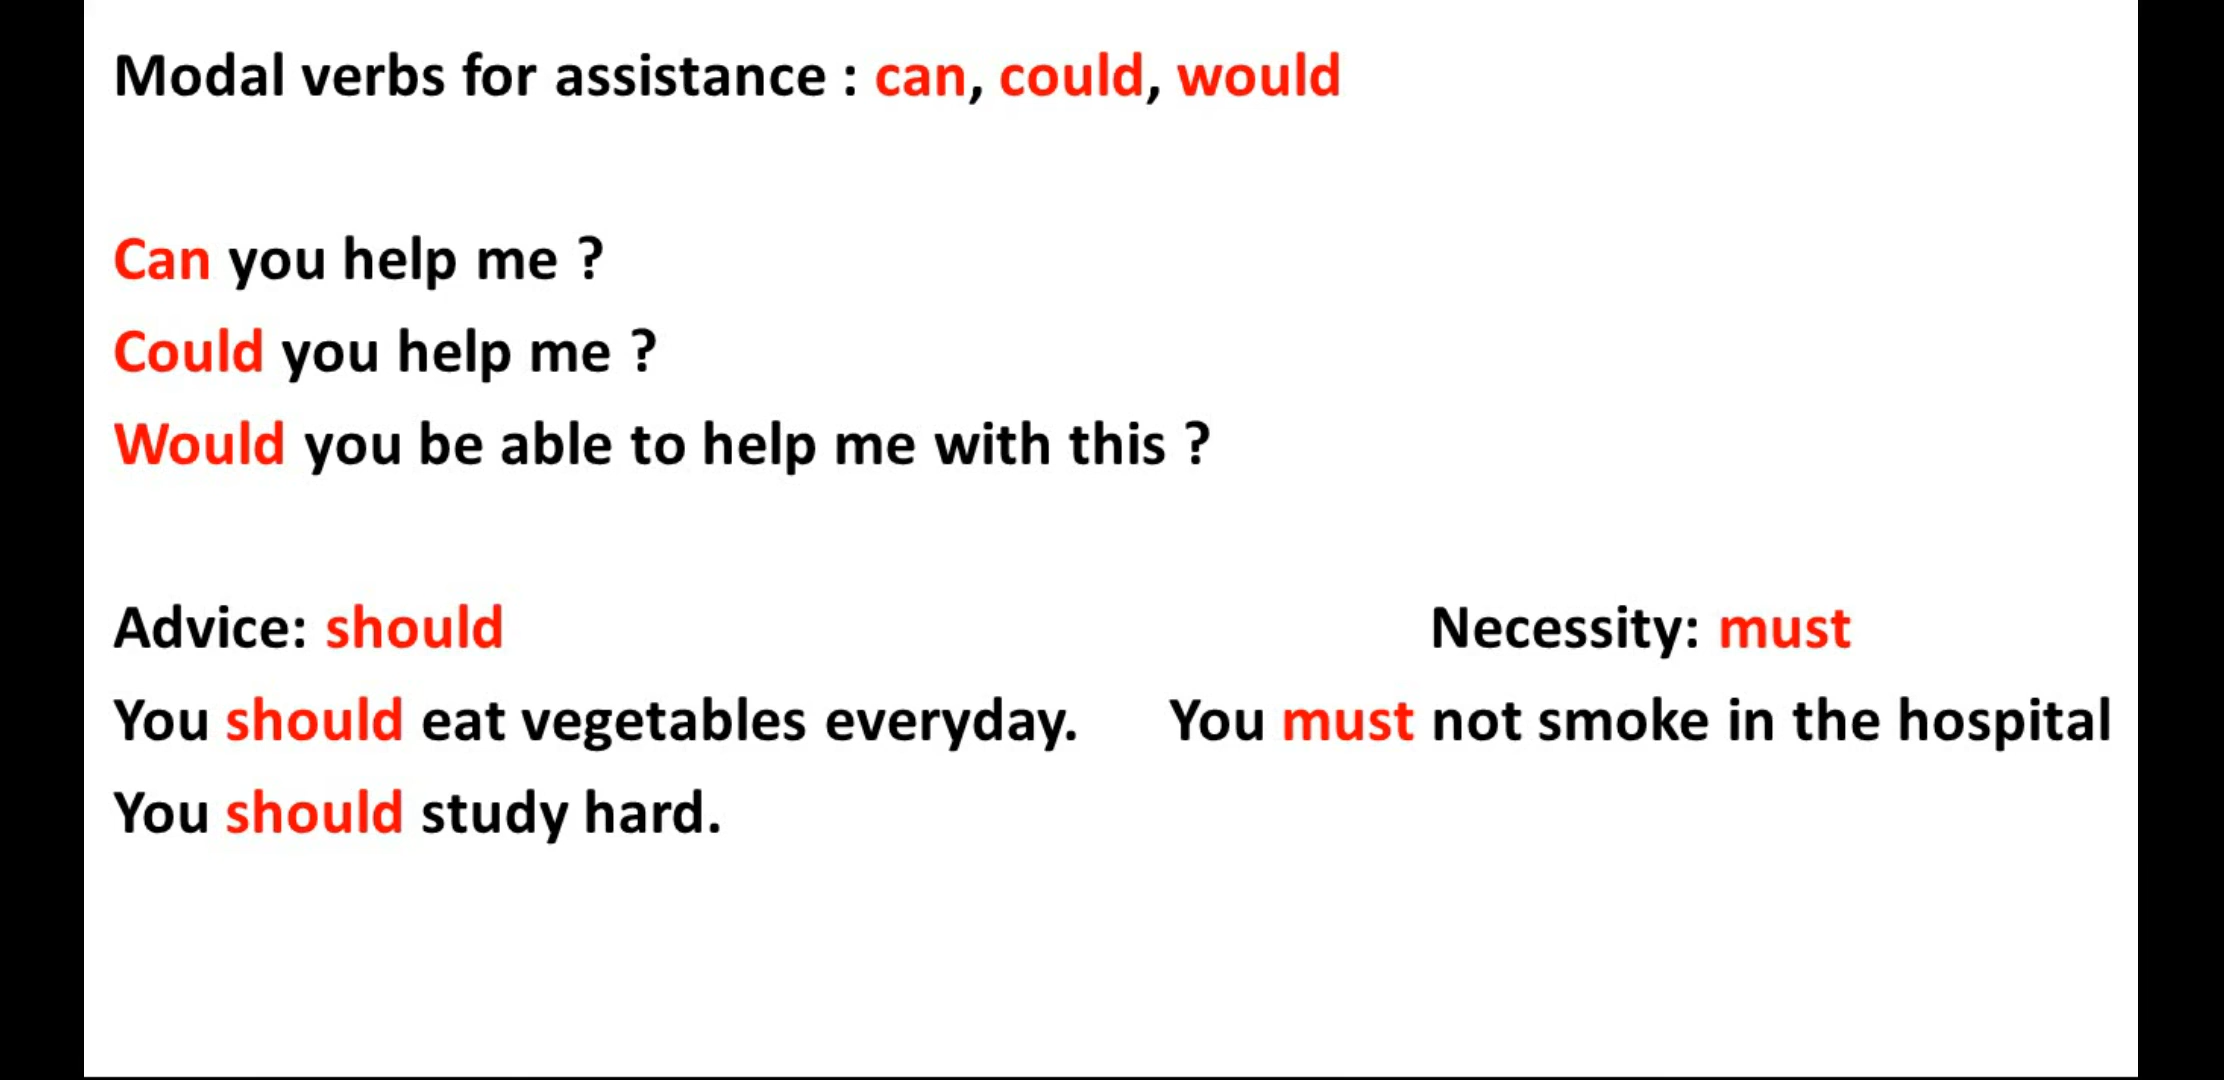 Modal verbs for assistance : can, could, would
Can you help me ?
Could you help me ?
Would you be able to help me with this ?
Advice: should
Necessity: must
You should eat vegetables everyday.
You must not smoke in the hospital
You should study hard.